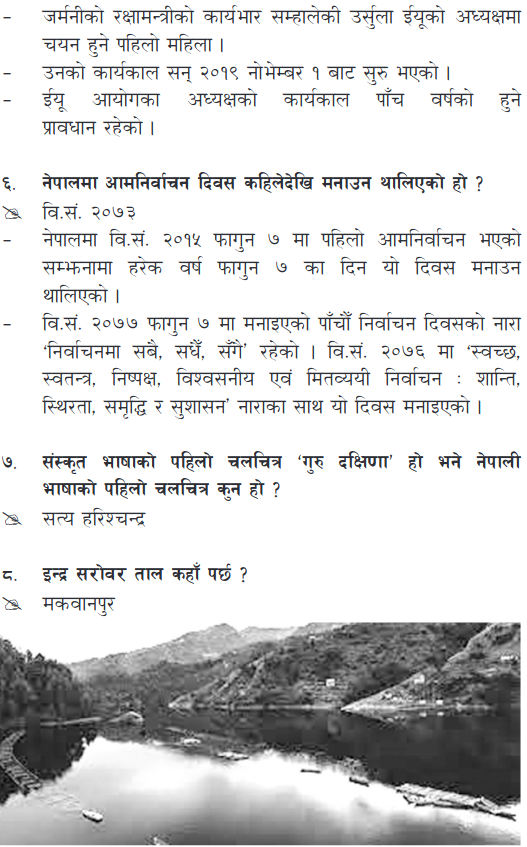 – जर्मनीको रक्षामन्त्रीको कार्यभार सम्हालेकी उर्सुला ईयूको अध्यक्षमा
चयन हुने पहिलो महिला ।
– उनको कार्यकाल सन् २०१९ नोभेम्बर १ बाट सुरु भएको ।
– ईयू आयोगका अध्यक्षको कार्यकाल पाँच वर्षको हुने
प्रावधान रहेको ।
६. नेपालमा आमनिर्वाचन दिवस कहिलेदेखि मनाउन थालिएको हो ?
वि.सं. २०७३
– नेपालमा वि.सं. २०१५ फागुन ७ मा पहिलो आमनिर्वाचन भएको
सम्झनामा हरेक वर्ष फागुन ७ का दिन यो दिवस मनाउन
थालिएको ।
– वि.सं. २०७७ फागुन ७ मा मनाइएको पाँचौँ निर्वाचन दिवसको नारा
‘निर्वाचनमा सबै, सधैँ, सँगै’ रहेको । वि.सं. २०७६ मा ‘स्वच्छ,
स्वतन्त्र, निष्पक्ष, विश्वसनीय एवं मितव्ययी निर्वाचन : शान्ति,
स्थिरता, समृद्धि र सुशासन’ नाराका साथ यो दिवस मनाइएको ।
७. संस्कृत भाषाको पहिलो चलचित्र ‘गुरु दक्षिणा’ हो भने नेपाली
भाषाको पहिलो चलचित्र कुन हो ?
सत्य हरिश्चन्द्र
८. इन्द्र सरोवर ताल कहाँ पर्छ ?
मकवानपुर